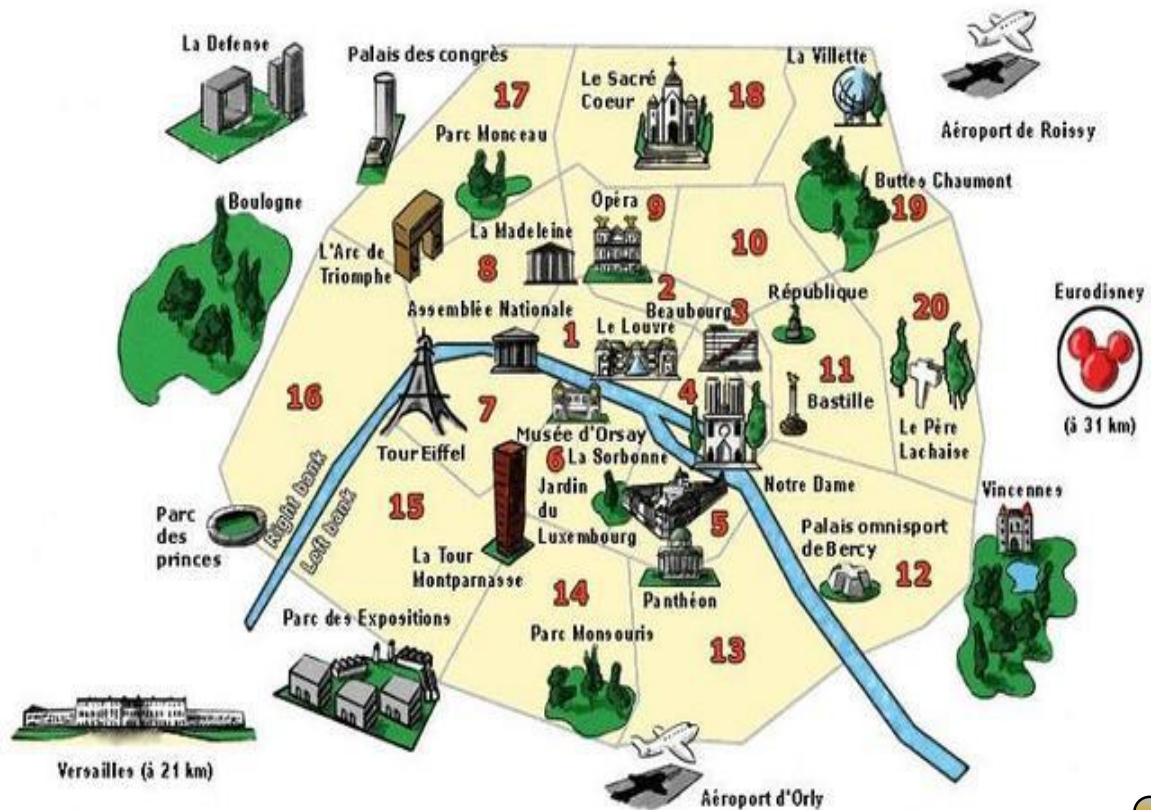 La Defense
Palais des congrès
17
Le Sacré
Coeur
18
La Villette
Aéroport de Roissy
Parc Monceau
Buttes Chaumont
19
Boulogne
Opéra
9
10
La Madeleine
L'Arc de
Triomphe
8
2
République
Eurodisney
20
Assemblée Nationale
1
Beaubourg
3
Le Louvre
16
7
4
11
Bastille
Le Père
Lachaise
(à 31 km)
Tour Eiffel
Musée d'Orsay
6
La Sorbonne
Notre Dame
Vincennes
Parc
des
princes
Right bank
Left bank
15
Jardin
du
Luxembourg
5
Palais omnisport
de Bercy
12
La Tour
Montparnasse
14
Panthéon
Parc des Expositions
Parc Monsouris
13
Versailles (à 21 km)
Aéroport d'Orly